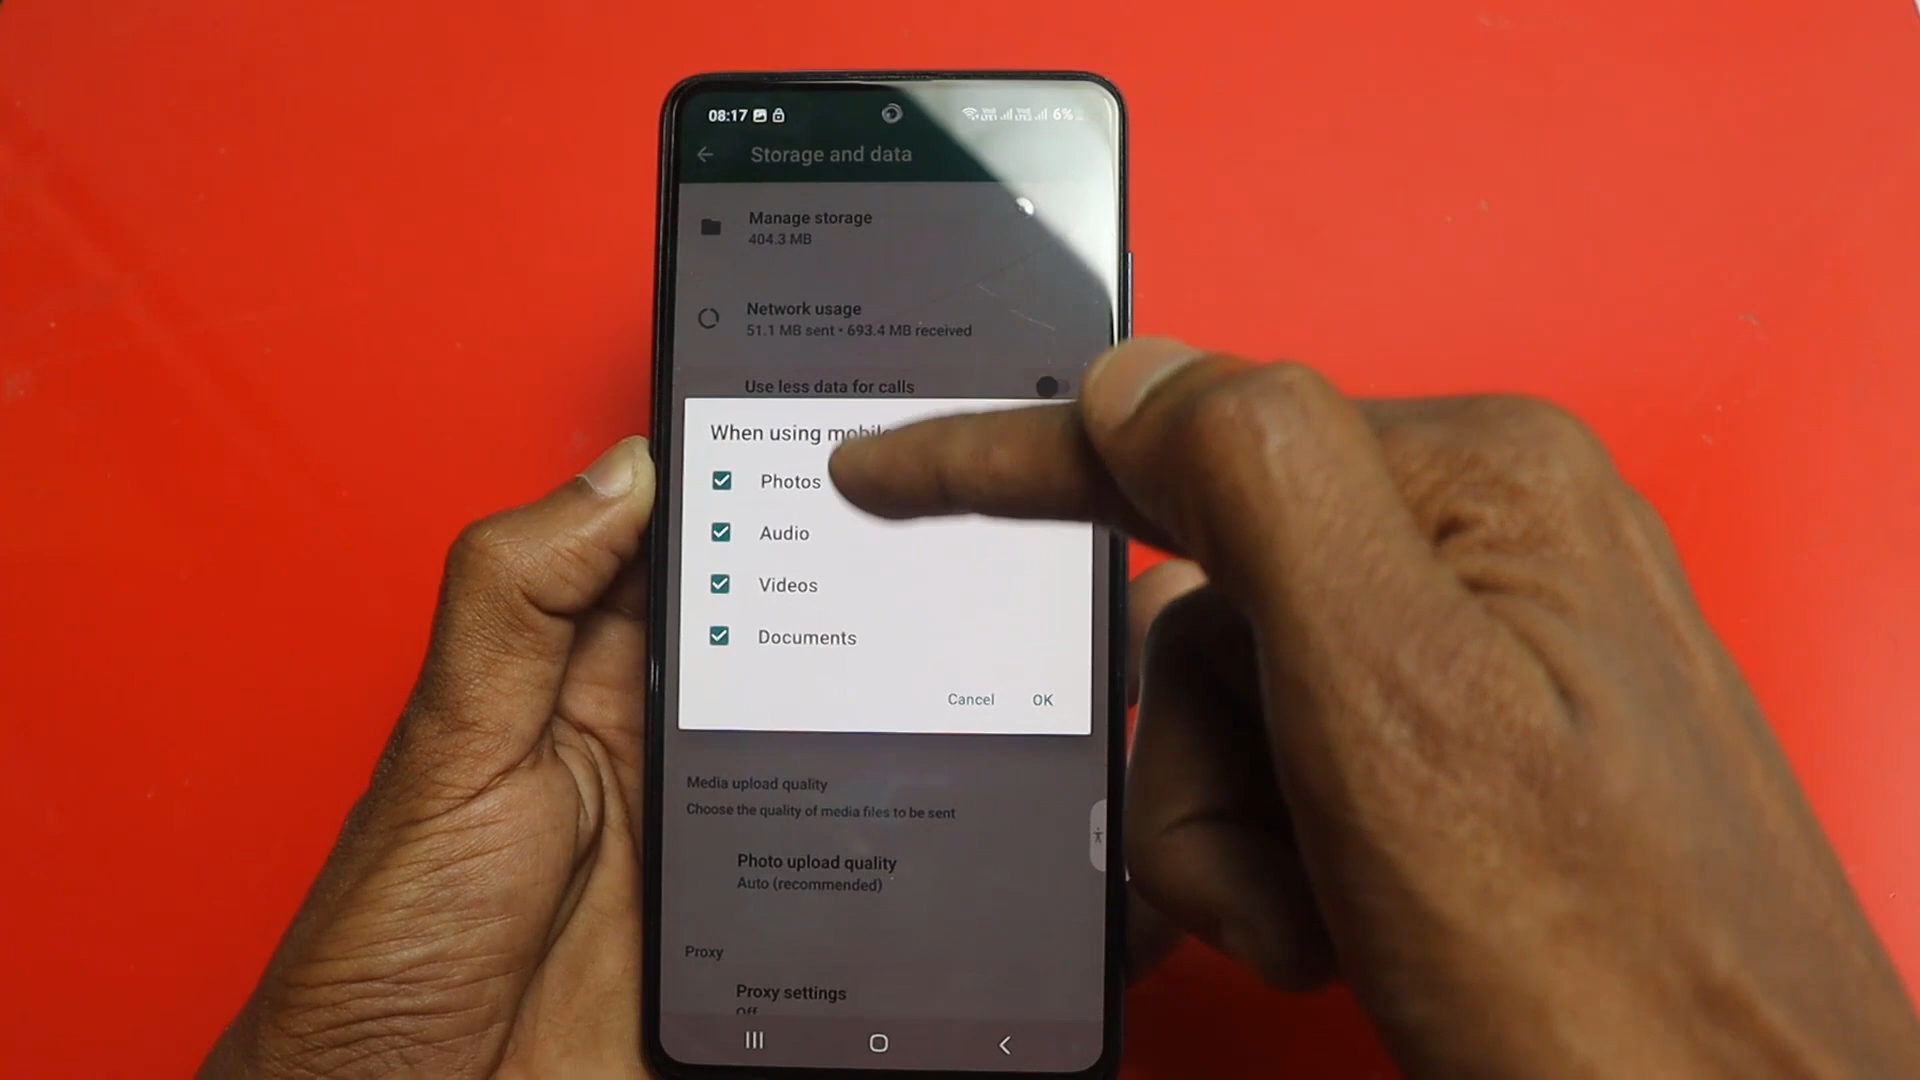 08:17 6%
Storage and data
Manage storage
404.3 MB
Network usage
51.1 MB sent • 693.4 MB received
Use less data for calls
When using mobile
Photos
Audio
Videos
Documents
Cancel OK
Media upload quality
Choose the quality of media files to be sent
Photo upload quality
Auto (recommended)
Proxy
Proxy settings
Off